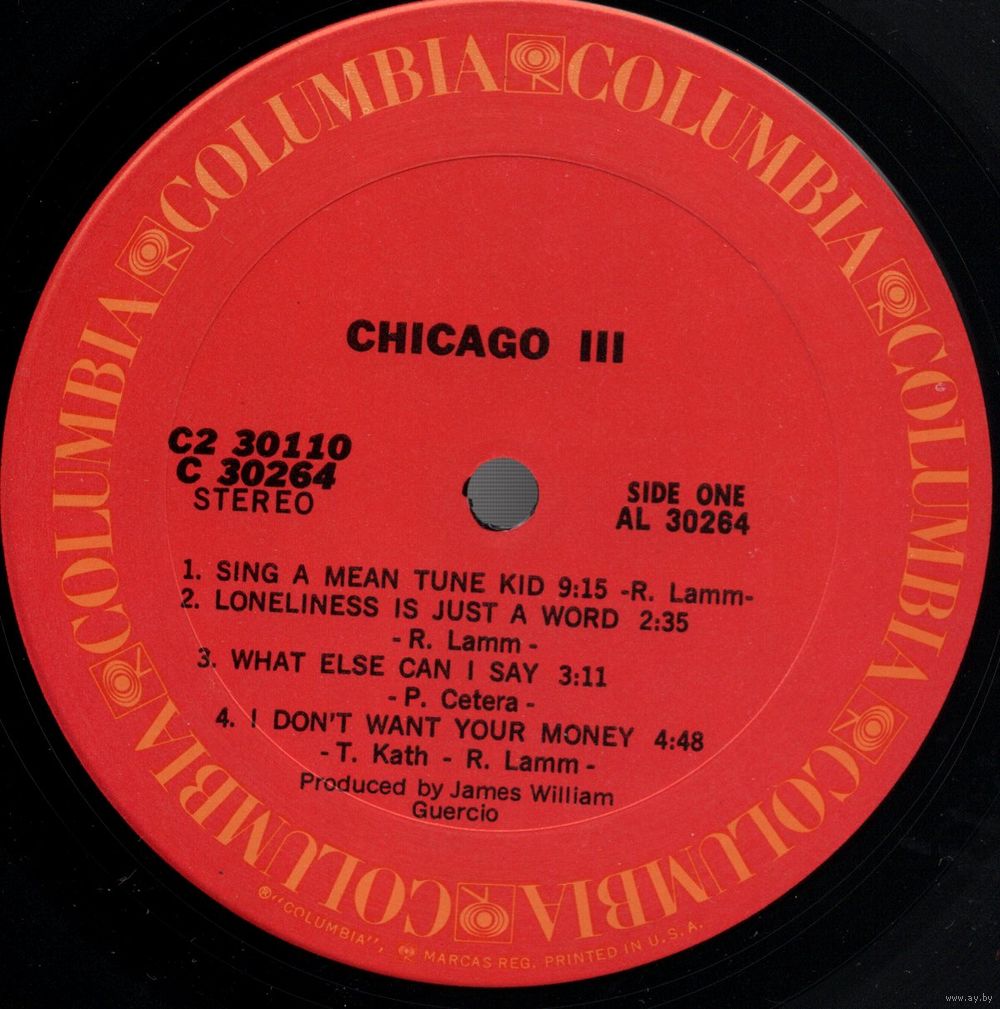 COLUMBIA COLUMBIA COLUMBIA COLUMBIA COLUMBIA COLUMBIA
CHICAGO III
C2 30110
C 30264
STEREO
SIDE ONE
AL 30264
1. SING A MEAN TUNE KID 9:15 -R. Lamm-
2. LONELINESS IS JUST A WORD 2:35
- R. Lamm -
3. WHAT ELSE CAN I SAY 3:11
- P. Cetera -
4. I DON'T WANT YOUR MONEY 4:48
- T. Kath - R. Lamm -
Produced by James William
Guercio
®"COLUMBIA", MARCAS REG. PRINTED IN U.S.A.
www.ay.by